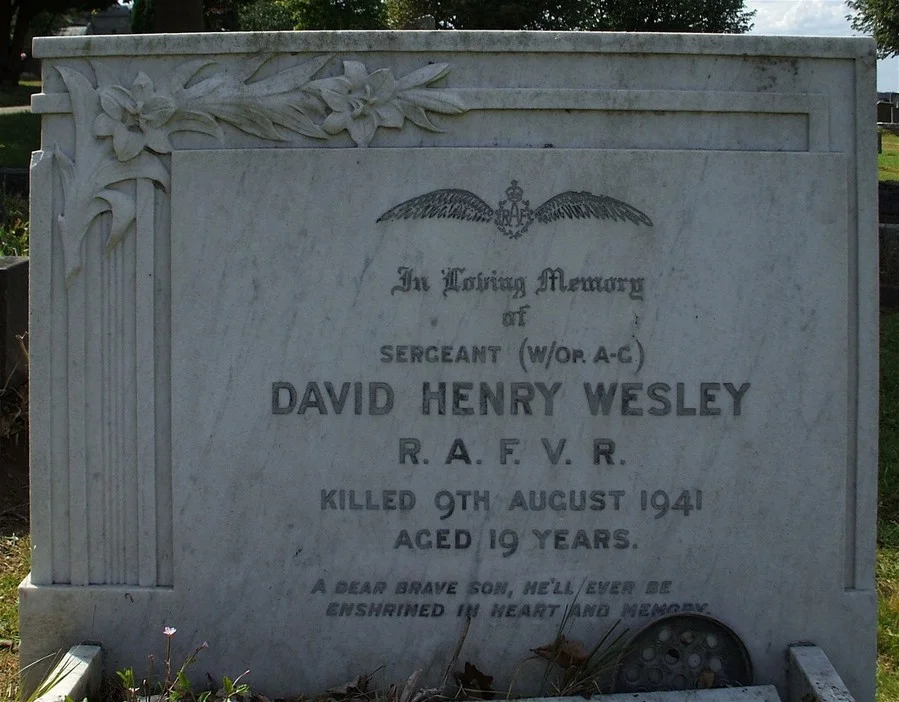 RAF
In Loving Memory
of
SERGEANT (W/OP. A-G)
DAVID HENRY WESLEY
R. A. F. V. R.
KILLED 9TH AUGUST 1941
AGED 19 YEARS.
A DEAR BRAVE SON, HE'LL EVER BE
ENSHRINED IN HEART AND MEMORY.